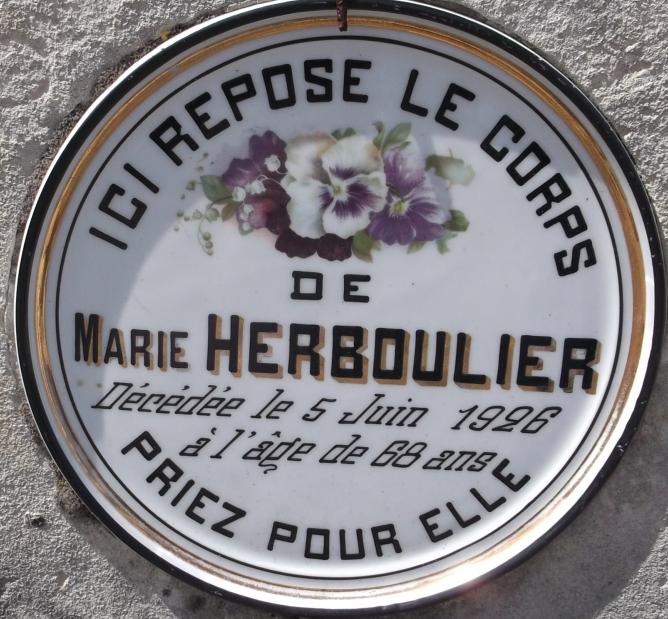 ICI REPOSE LE CORPS
DE
MARIE HERBOULIER
Décédée le 5 Juin 1926
à l'âge de 68 ans
PRIEZ POUR ELLE